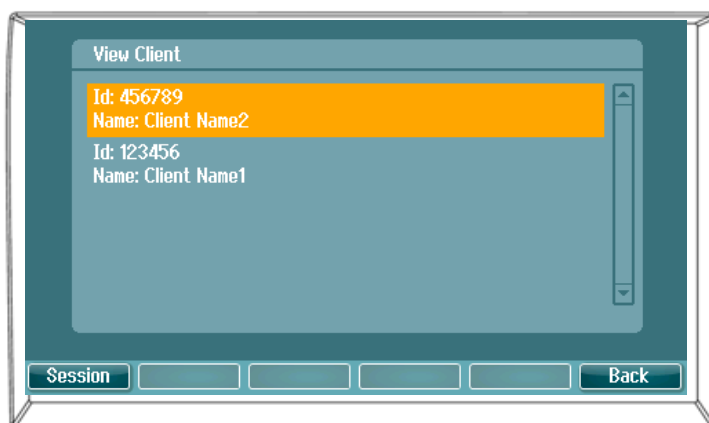 View Client
Id: 456789
Name: Client Name2
Id: 123456
Name: Client Name1
Session
Back